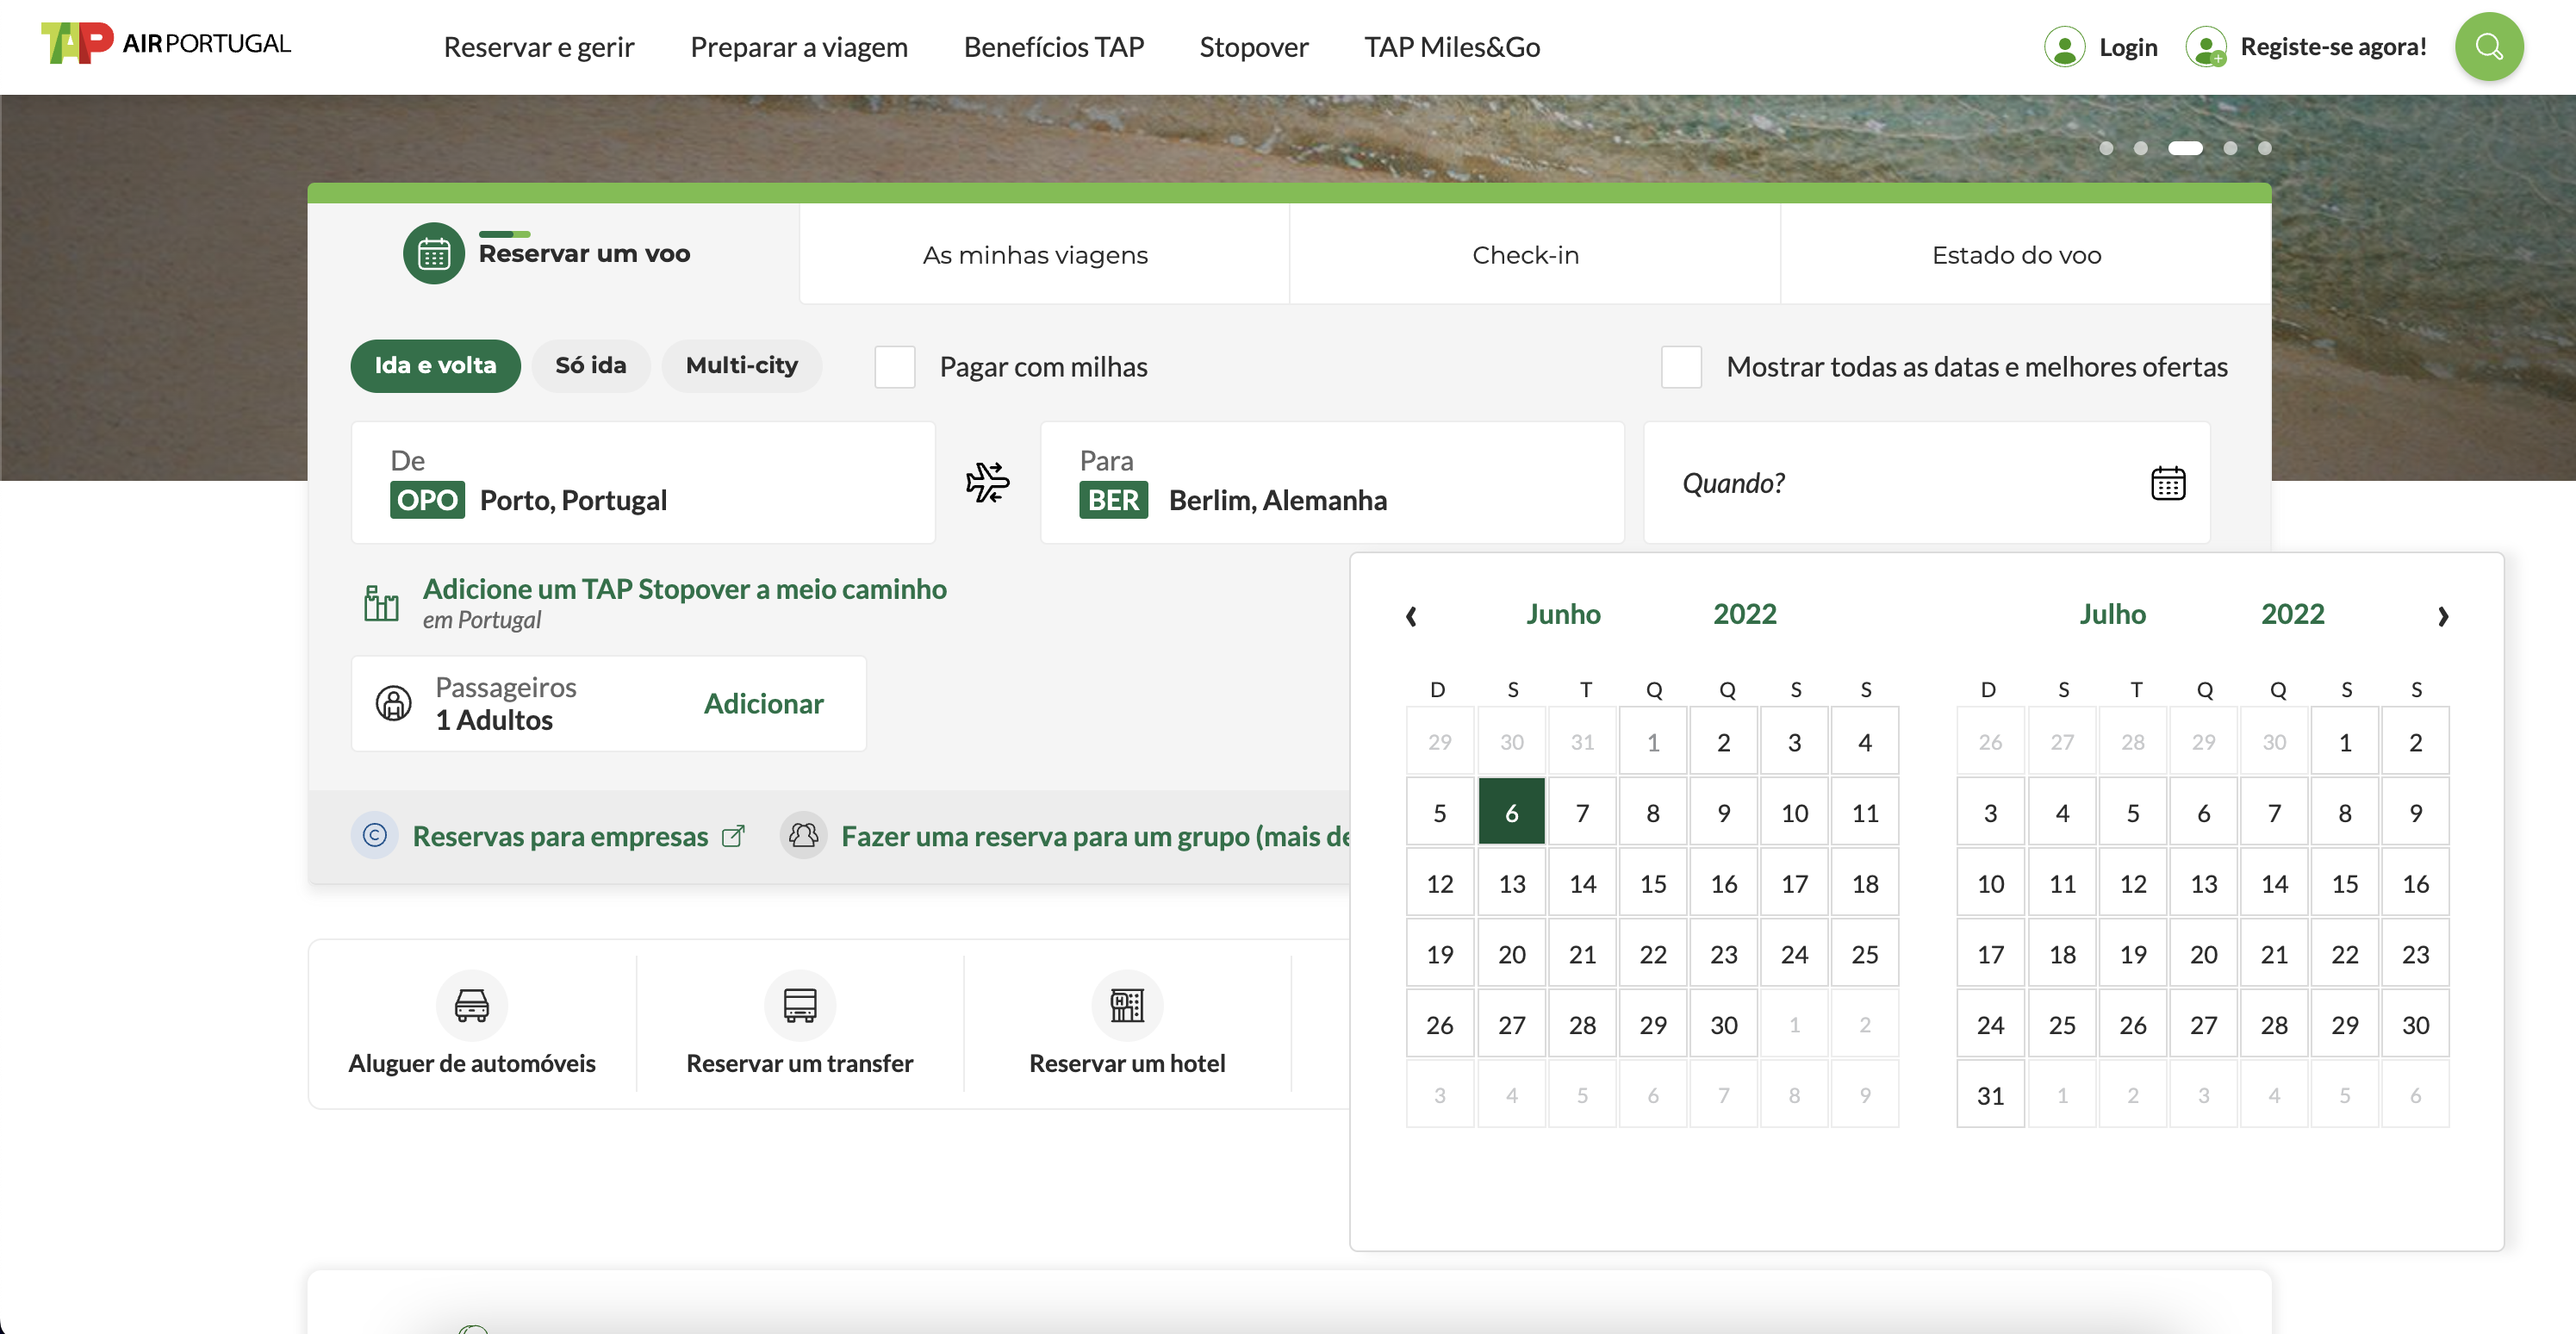 TAP AIRPORTUGAL
Reservar e gerir
Preparar a viagem
Benefícios TAP
Stopover
TAP Miles&Go
Login
Registe-se agora!
Reservar um voo
As minhas viagens
Check-in
Estado do voo
Ida e volta
Só ida
Multi-city
Pagar com milhas
Mostrar todas as datas e melhores ofertas
De
OPO Porto, Portugal
Para
BER Berlim, Alemanha
Quando?
Adicione um TAP Stopover a meio caminho
em Portugal
Passageiros
1 Adultos
Adicionar
Reservas para empresas
Fazer uma reserva para um grupo (mais de
Aluguer de automóveis
Reservar um transfer
Reservar um hotel
Junho 2022
D S T Q Q S S
29 30 31 1 2 3 4
5 6 7 8 9 10 11
12 13 14 15 16 17 18
19 20 21 22 23 24 25
26 27 28 29 30 1 2
3 4 5 6 7 8 9
Julho 2022
D S T Q Q S S
26 27 28 29 30 1 2
3 4 5 6 7 8 9
10 11 12 13 14 15 16
17 18 19 20 21 22 23
24 25 26 27 28 29 30
31 1 2 3 4 5 6